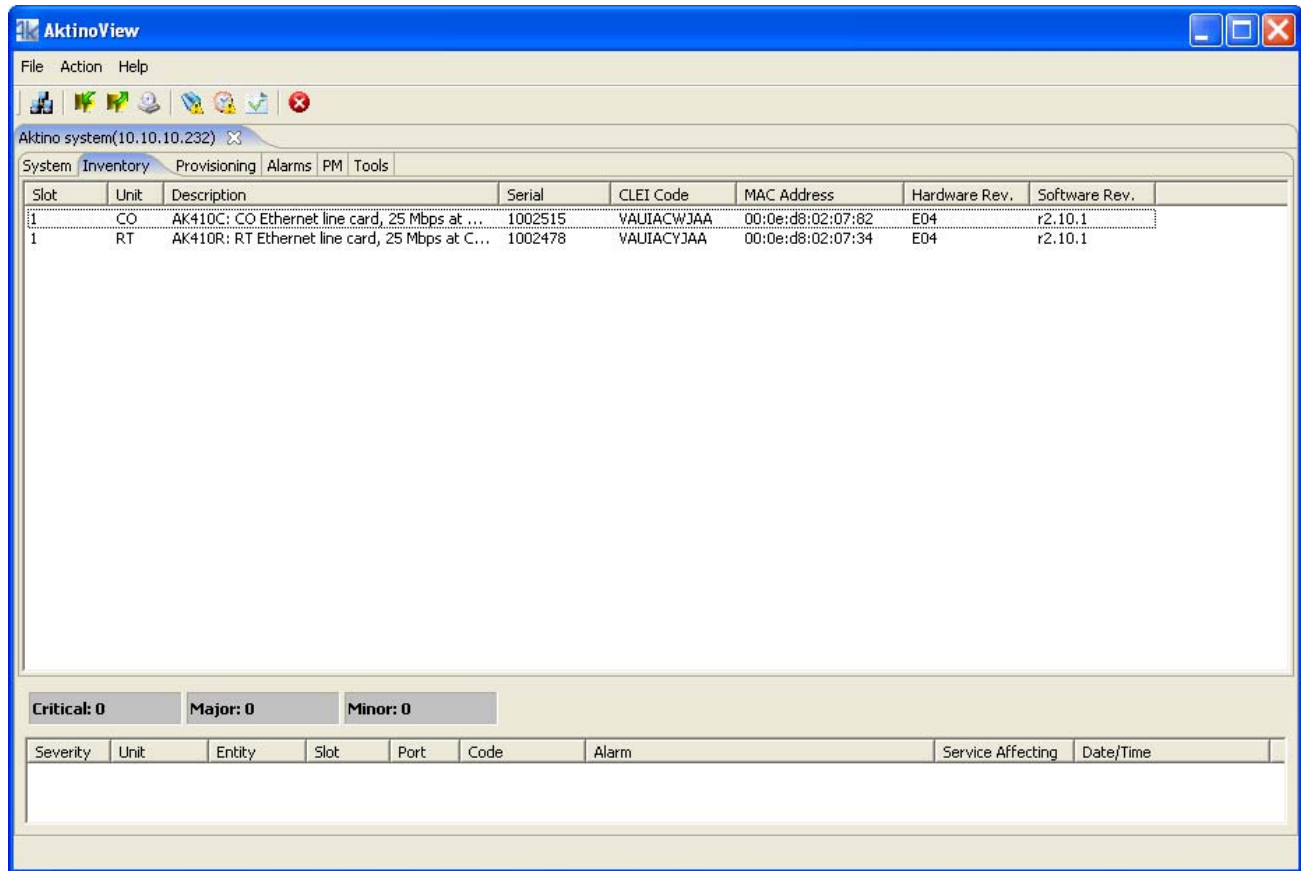 AktinoView
File Action Help
Aktino system(10.10.10.232)
System Inventory Provisioning Alarms PM Tools
Slot Unit Description Serial CLEI Code MAC Address Hardware Rev. Software Rev.
1 CO AK410C: CO Ethernet line card, 25 Mbps at ... 1002515 VAUIACWJAA 00:0e:d8:02:07:82 E04 r2.10.1
1 RT AK410R: RT Ethernet line card, 25 Mbps at C... 1002478 VAUIACYJAA 00:0e:d8:02:07:34 E04 r2.10.1
Critical: 0 Major: 0 Minor: 0
Severity Unit Entity Slot Port Code Alarm Service Affecting Date/Time